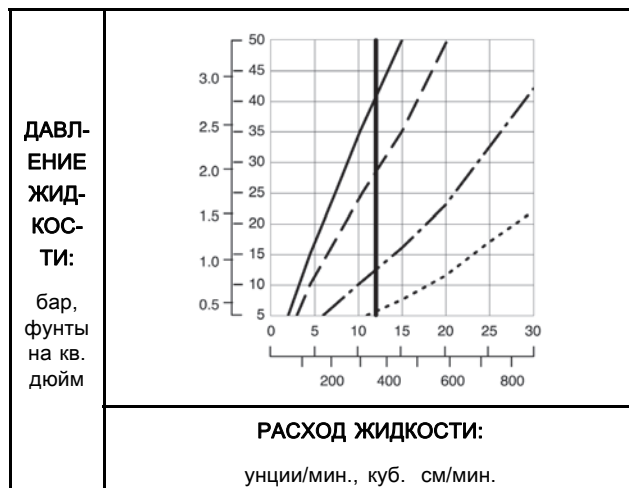 ДАВЛ-
ЕНИЕ
ЖИД-
КОС-
ТИ:
бар,
фунты
на кв.
дюйм
50
45
3.0
40
35
2.5
30
2.0
25
1.5
20
15
1.0
10
0.5
5
0 5 10 15 20 25 30
200 400 600 800
РАСХОД ЖИДКОСТИ:
унции/мин., куб. см/мин.